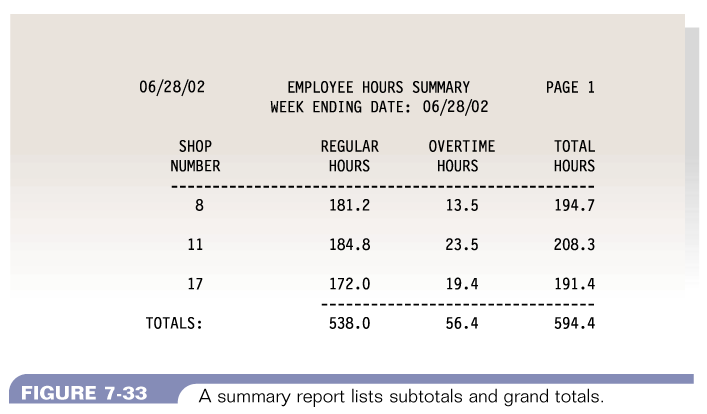 06/28/02 EMPLOYEE HOURS SUMMARY PAGE 1
WEEK ENDING DATE: 06/28/02
SHOP REGULAR OVERTIME TOTAL
NUMBER HOURS HOURS HOURS
8 181.2 13.5 194.7
11 184.8 23.5 208.3
17 172.0 19.4 191.4
TOTALS: 538.0 56.4 594.4
FIGURE 7-33 A summary report lists subtotals and grand totals.